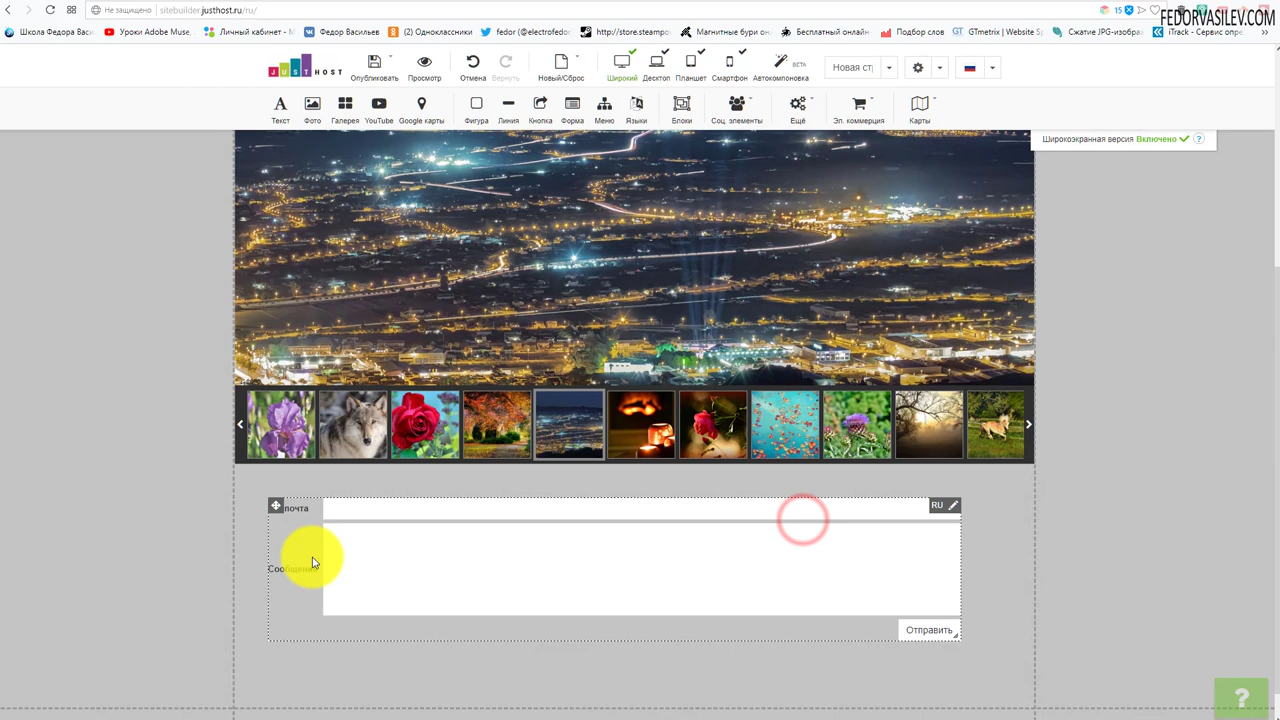 Не защищено sitebuilder.justhost.ru/ru/
15
FEDORVASILEV.COM
Школа Федора Васи. Уроки Adobe Muse, Личный кабинет - М Федор Васильев (2) Одноклассники fedor (@electrofedo http://store.steampo Магнитные бури он. Бесплатный онлайн Подбор слов GTmetrix | Website S Сжатие JPG-изобра iTrack - Сервис опре.
JUSTHOST
Опубликовать Просмотр Отмена Вернуть Новый/Сброс Широкий Десктоп Планшет Смартфон Автокомпоновка BETA Новая ст
Текст Фото Галерея YouTube Google карты Фигура Линия Кнопка Форма Меню Языки Блоки Соц. элементы Ещё Эл. коммерция Карты
Широкоэкранная версия Включено ?
почта
RU
Сообщение
Отправить
?